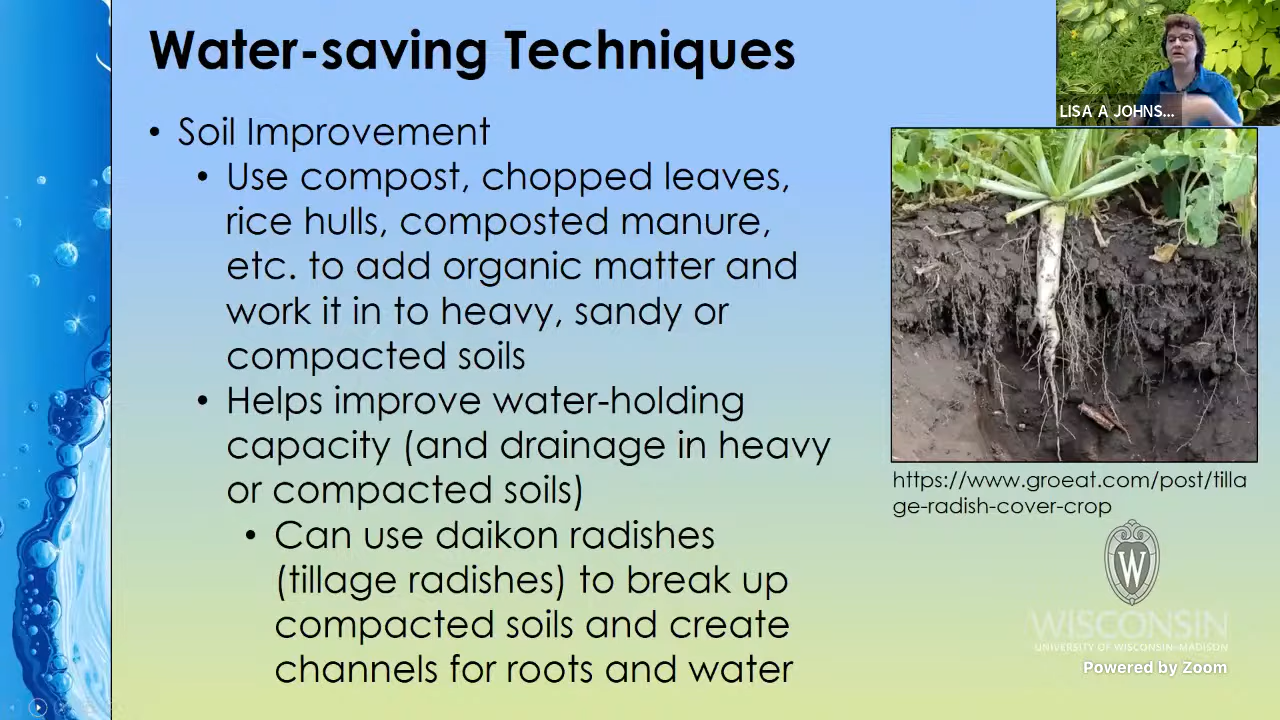 Water-saving Techniques
LISA A JOHNS...
• Soil Improvement
• Use compost, chopped leaves,
rice hulls, composted manure,
etc. to add organic matter and
work it in to heavy, sandy or
compacted soils
• Helps improve water-holding
capacity (and drainage in heavy
or compacted soils)
• Can use daikon radishes
(tillage radishes) to break up
compacted soils and create
channels for roots and water
https://www.groeat.com/post/tilla
ge-radish-cover-crop
W
WISCONSIN
UNIVERSITY OF WISCONSIN–MADISON
Powered by Zoom